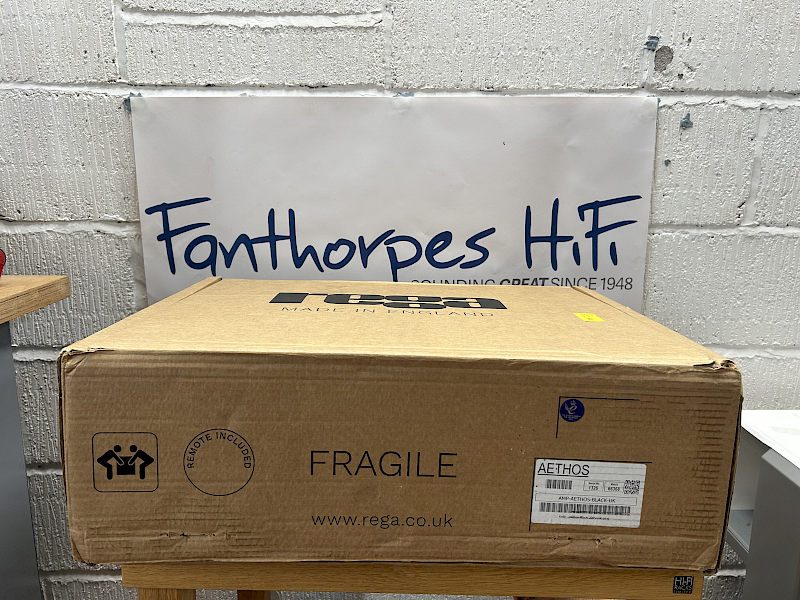 Fanthorpes HiFi
SOUNDING GREAT SINCE 1948
rega
MADE IN ENGLAND
REMOTE INCLUDED
FRAGILE
www.rega.co.uk
AETHOS
AMP-AETHOS-BLACK-UK